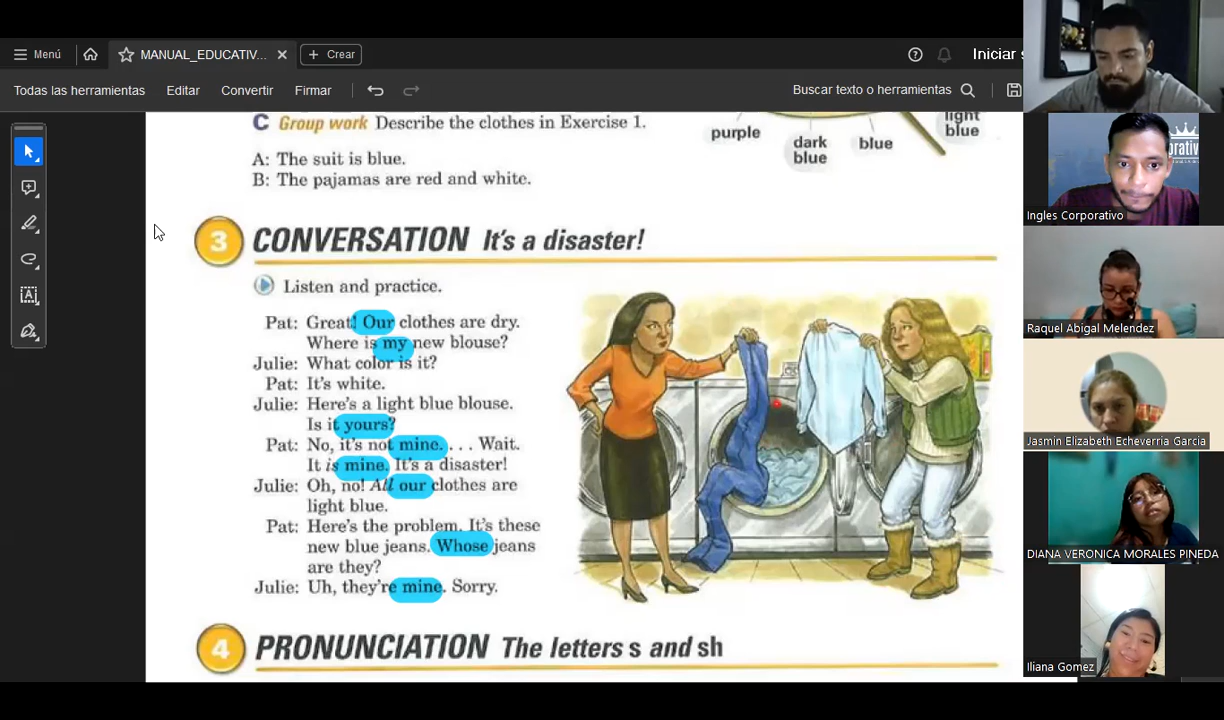 Menú
MANUAL_EDUCATIV...
Crear
Iniciar s
Todas las herramientas
Editar
Convertir
Firmar
Buscar texto o herramientas
C Group work Describe the clothes in Exercise 1.
A: The suit is blue.
B: The pajamas are red and white.
purple
dark
blue
blue
light
blue
3 CONVERSATION It's a disaster!
Listen and practice.
Pat: Great! Our clothes are dry.
Where is my new blouse?
Julie: What color is it?
Pat: It's white.
Julie: Here's a light blue blouse.
Is it yours?
Pat: No, it's not mine. . . . Wait.
It is mine. It's a disaster!
Julie: Oh, no! All our clothes are
light blue.
Pat: Here's the problem. It's these
new blue jeans. Whose jeans
are they?
Julie: Uh, they're mine. Sorry.
4 PRONUNCIATION The letters s and sh
orativ
Ingles Corporativo
Raquel Abigal Melendez
Jasmin Elizabeth Echeverria Garcia
DIANA VERONICA MORALES PINEDA
Iliana Gomez